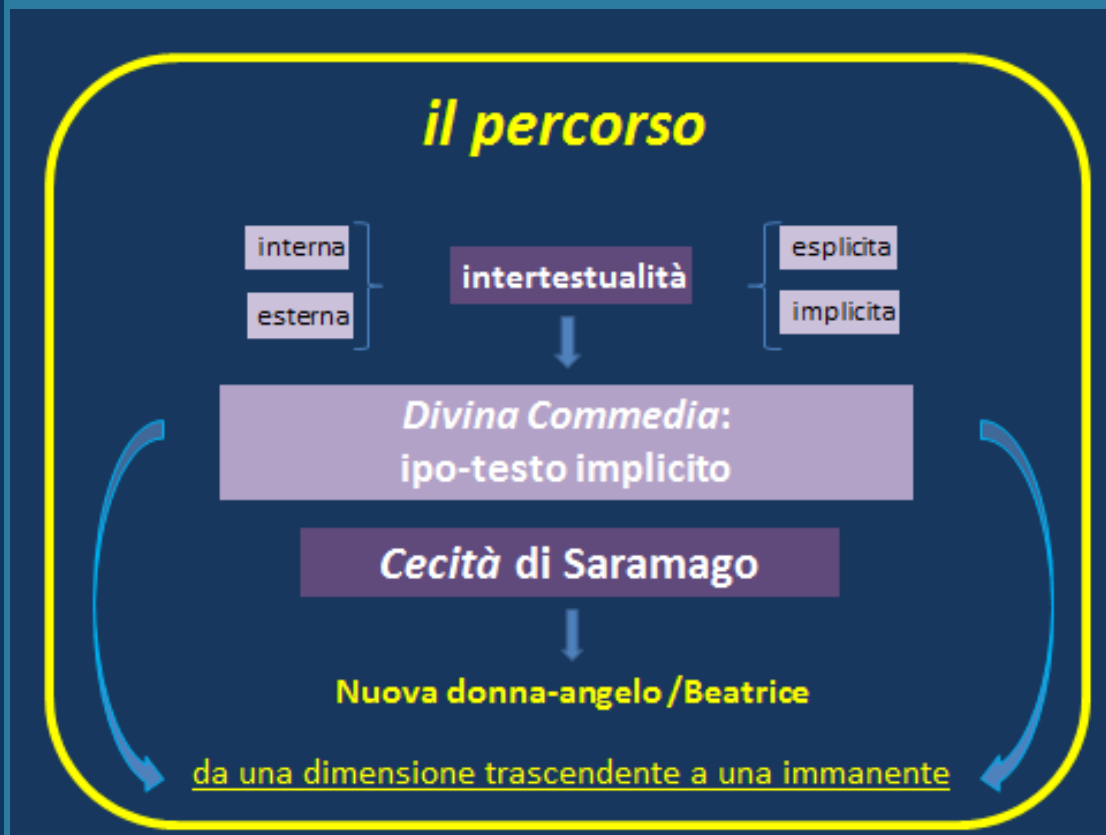 il percorso
interna
esterna
intertestualità
esplicita
implicita
Divina Commedia:
ipo-testo implicito
Cecità di Saramago
Nuova donna-angelo /Beatrice
da una dimensione trascendente a una immanente